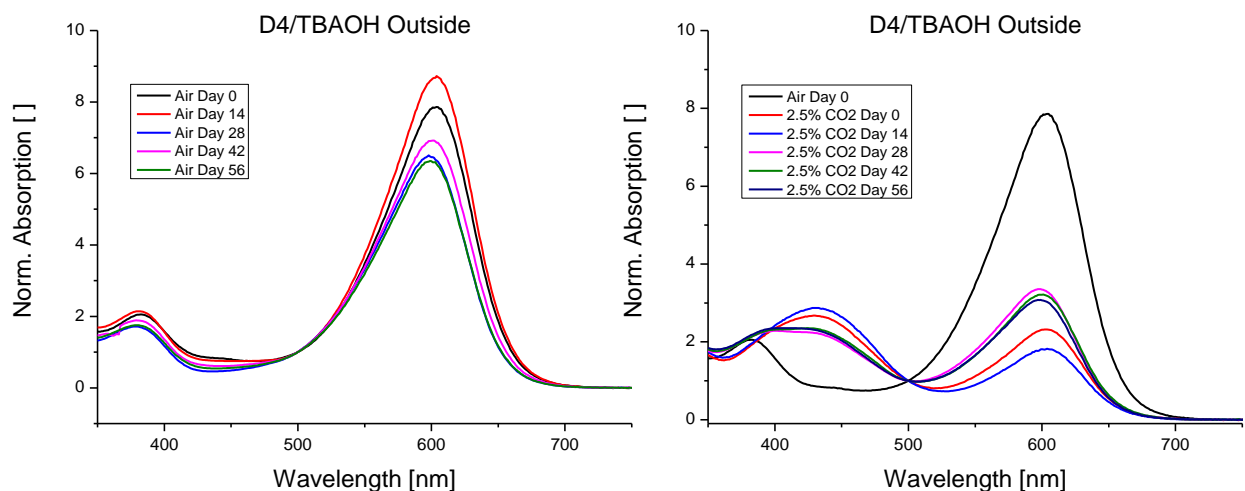 D4/TBAOH Outside
10
8
6
4
2
0
Norm. Absorption [ ]
Air Day 0
Air Day 14
Air Day 28
Air Day 42
Air Day 56
400
500
600
700
Wavelength [nm]
D4/TBAOH Outside
10
8
6
4
2
0
Norm. Absorption [ ]
Air Day 0
2.5% CO2 Day 0
2.5% CO2 Day 14
2.5% CO2 Day 28
2.5% CO2 Day 42
2.5% CO2 Day 56
400
500
600
700
Wavelength [nm]